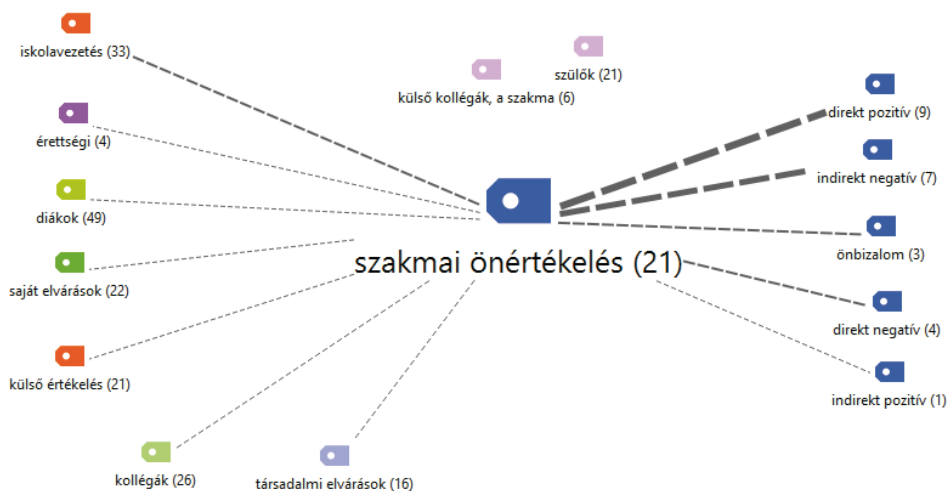 iskolavezetés (33)
külső kollégák, a szakma (6)
szülők (21)
direkt pozitív (9)
érettségi (4)
indirekt negatív (7)
diákok (49)
önbizalom (3)
szakmai önértékelés (21)
saját elvárások (22)
direkt negatív (4)
külső értékelés (21)
indirekt pozitív (1)
kollégák (26)
társadalmi elvárások (16)